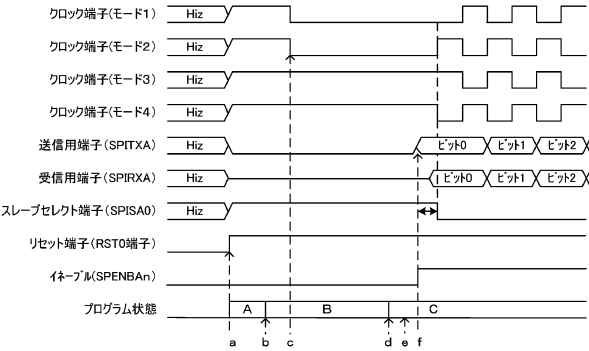 クロック端子(モード1) Hiz
クロック端子(モード2) Hiz
クロック端子(モード3) Hiz
クロック端子(モード4) Hiz
送信用端子(SPITXA) Hiz ビット0 ビット1 ビット2
受信用端子(SPIRXA) Hiz ビット0 ビット1 ビット2
スレーブセレクト端子(SPISA0) Hiz
リセット端子(RST0端子)
イネーブル(SPENBAn)
プログラム状態 A B C
a b c d e f